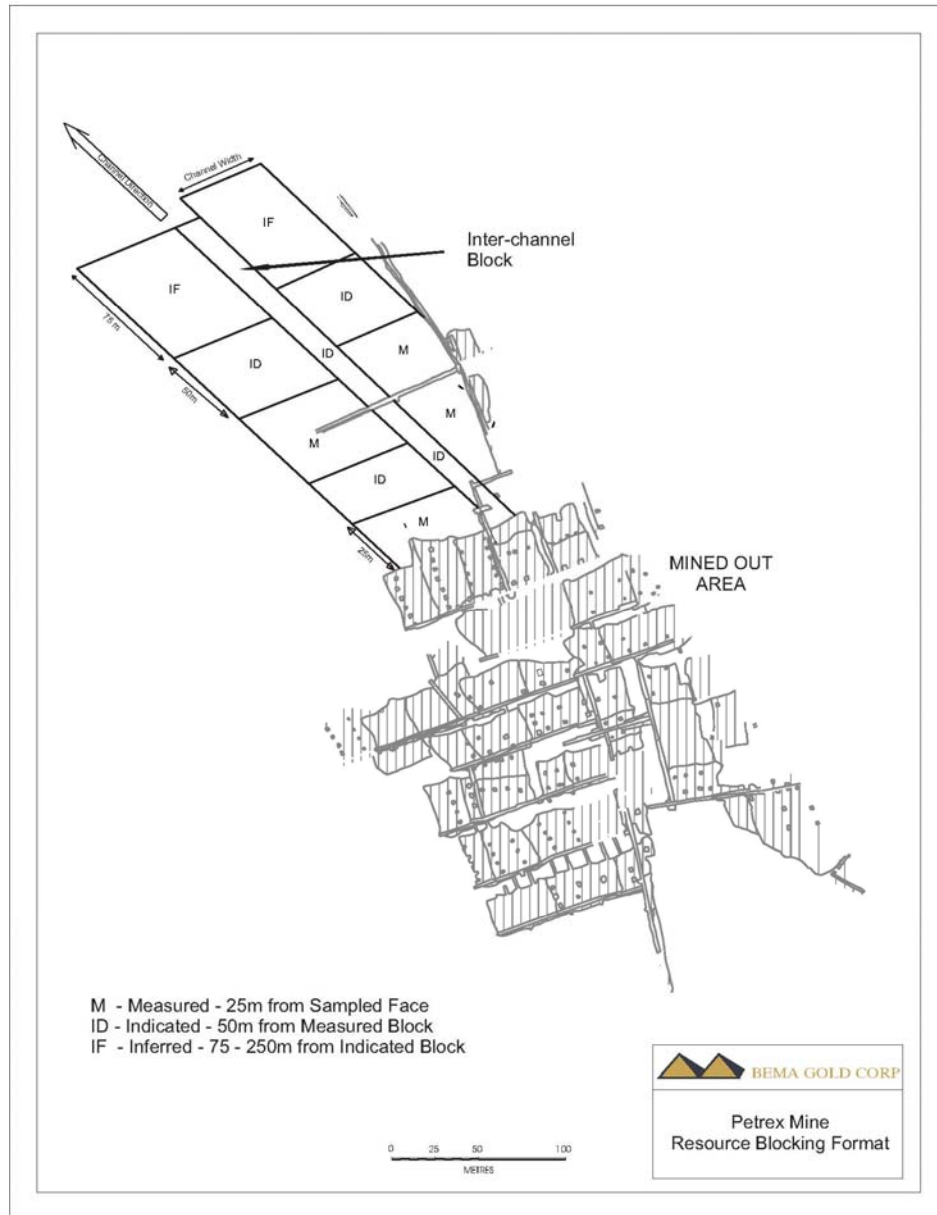 Channel Direction
Channel Width
IF
Inter-channel
Block
IF
ID
75 m
ID
M
ID
50m
M
M
ID
ID
M
25m
MINED OUT
AREA
M - Measured - 25m from Sampled Face
ID - Indicated - 50m from Measured Block
IF - Inferred - 75 - 250m from Indicated Block
BEMA GOLD CORP
Petrex Mine
Resource Blocking Format
0 25 50 100
METRES